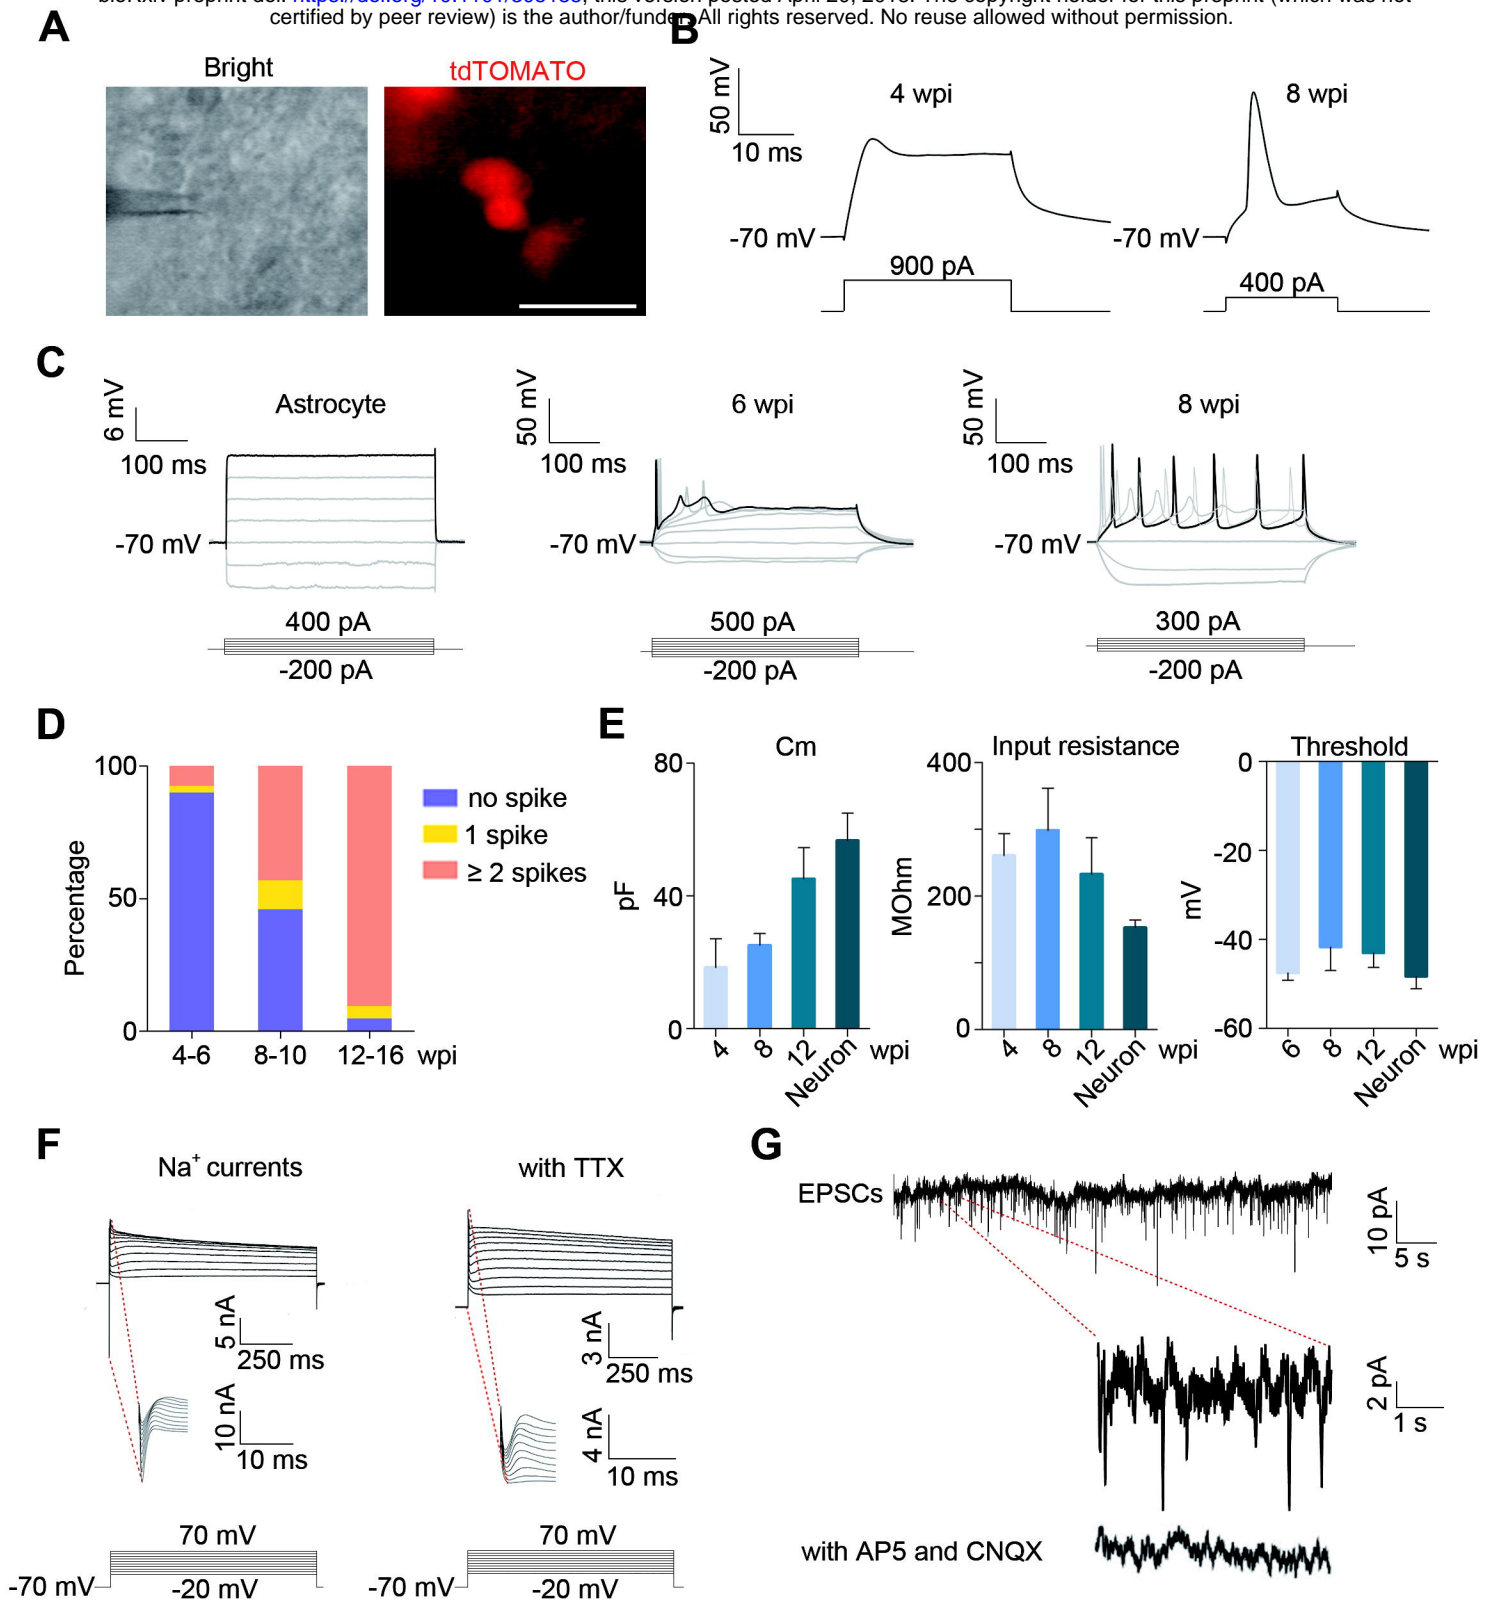 certified by peer review) is the author/funder. All rights reserved. No reuse allowed without permission.
A
Bright
tdTOMATO
B
50 mV
10 ms
4 wpi
8 wpi
-70 mV
-70 mV
900 pA
400 pA
C
6 mV
100 ms
Astrocyte
-70 mV
400 pA
-200 pA
50 mV
100 ms
6 wpi
-70 mV
500 pA
-200 pA
50 mV
100 ms
8 wpi
-70 mV
300 pA
-200 pA
D
Percentage
100
50
0
4-6
8-10
12-16
wpi
no spike
1 spike
≥ 2 spikes
E
Cm
pF
80
40
0
4
8
12
Neuron
wpi
Input resistance
MOhm
400
200
0
4
8
12
Neuron
wpi
Threshold
mV
0
-20
-40
-60
6
8
12
Neuron
wpi
F
Na+ currents
5 nA
250 ms
10 nA
10 ms
70 mV
-70 mV
-20 mV
with TTX
3 nA
250 ms
4 nA
10 ms
70 mV
-70 mV
-20 mV
G
EPSCs
10 pA
5 s
2 pA
1 s
with AP5 and CNQX